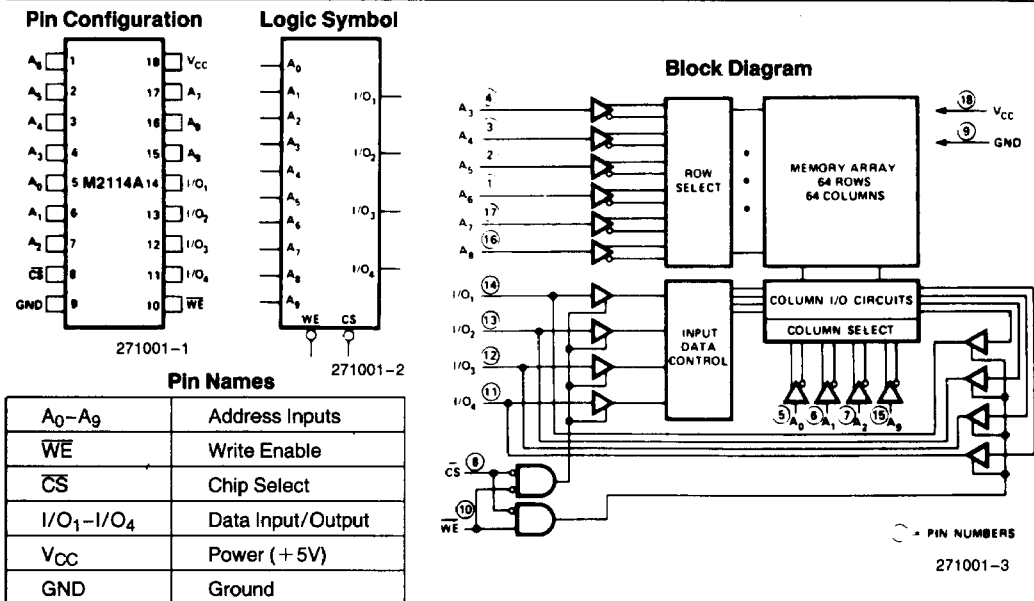 Pin Configuration
A₆ 1 18 VCC
A₅ 2 17 A₇
A₄ 3 16 A₈
A₃ 4 15 A₉
A₀ 5 M2114A 14 I/O₁
A₁ 6 13 I/O₂
A₂ 7 12 I/O₃
C̅S̅ 8 11 I/O₄
GND 9 10 W̅E̅
271001–1
Logic Symbol
A₀
A₁
A₂
A₃
A₄
A₅
A₆
A₇
A₈
A₉
I/O₁
I/O₂
I/O₃
I/O₄
WE CS
271001–2
Block Diagram
A₃ 4
A₄ 3
A₅ 2
A₆ 1
A₇ 17
A₈ 16
ROW
SELECT
MEMORY ARRAY
64 ROWS
64 COLUMNS
18 VCC
9 GND
I/O₁ 14
I/O₂ 13
I/O₃ 12
I/O₄ 11
INPUT
DATA
CONTROL
COLUMN I/O CIRCUITS
COLUMN SELECT
5 A₀ 6 A₁ 7 A₂ 15 A�9
C̅S̅ 8
W̅E̅ 10
= PIN NUMBERS
271001–3
Pin Names
A₀–A₉ Address Inputs
W̅E̅ Write Enable
C̅S̅ Chip Select
I/O₁–I/O₄ Data Input/Output
VCC Power (+5V)
GND Ground